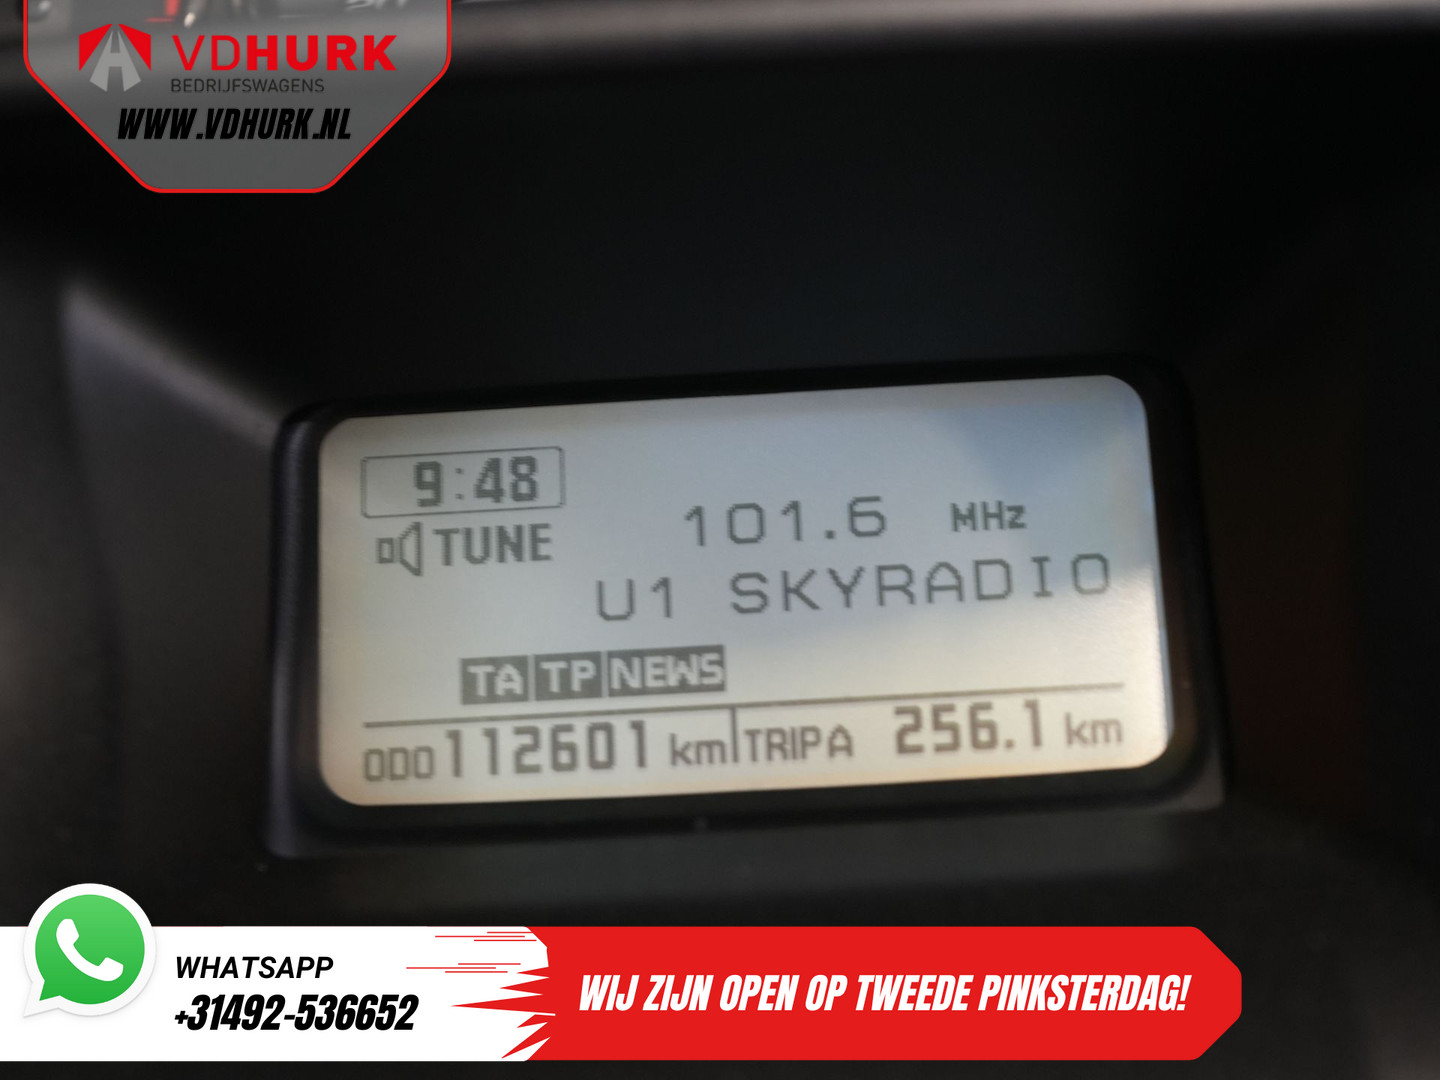 VDHURK
BEDRIJFSWAGENS
WWW.VDHURK.NL
9:48
TUNE
101.6 MHz
U1 SKYRADIO
TA TP NEWS
ODO 112601 km TRIP A 256.1 km
WHATSAPP
+31492-536652
WIJ ZIJN OPEN OP TWEEDE PINKSTERDAG!